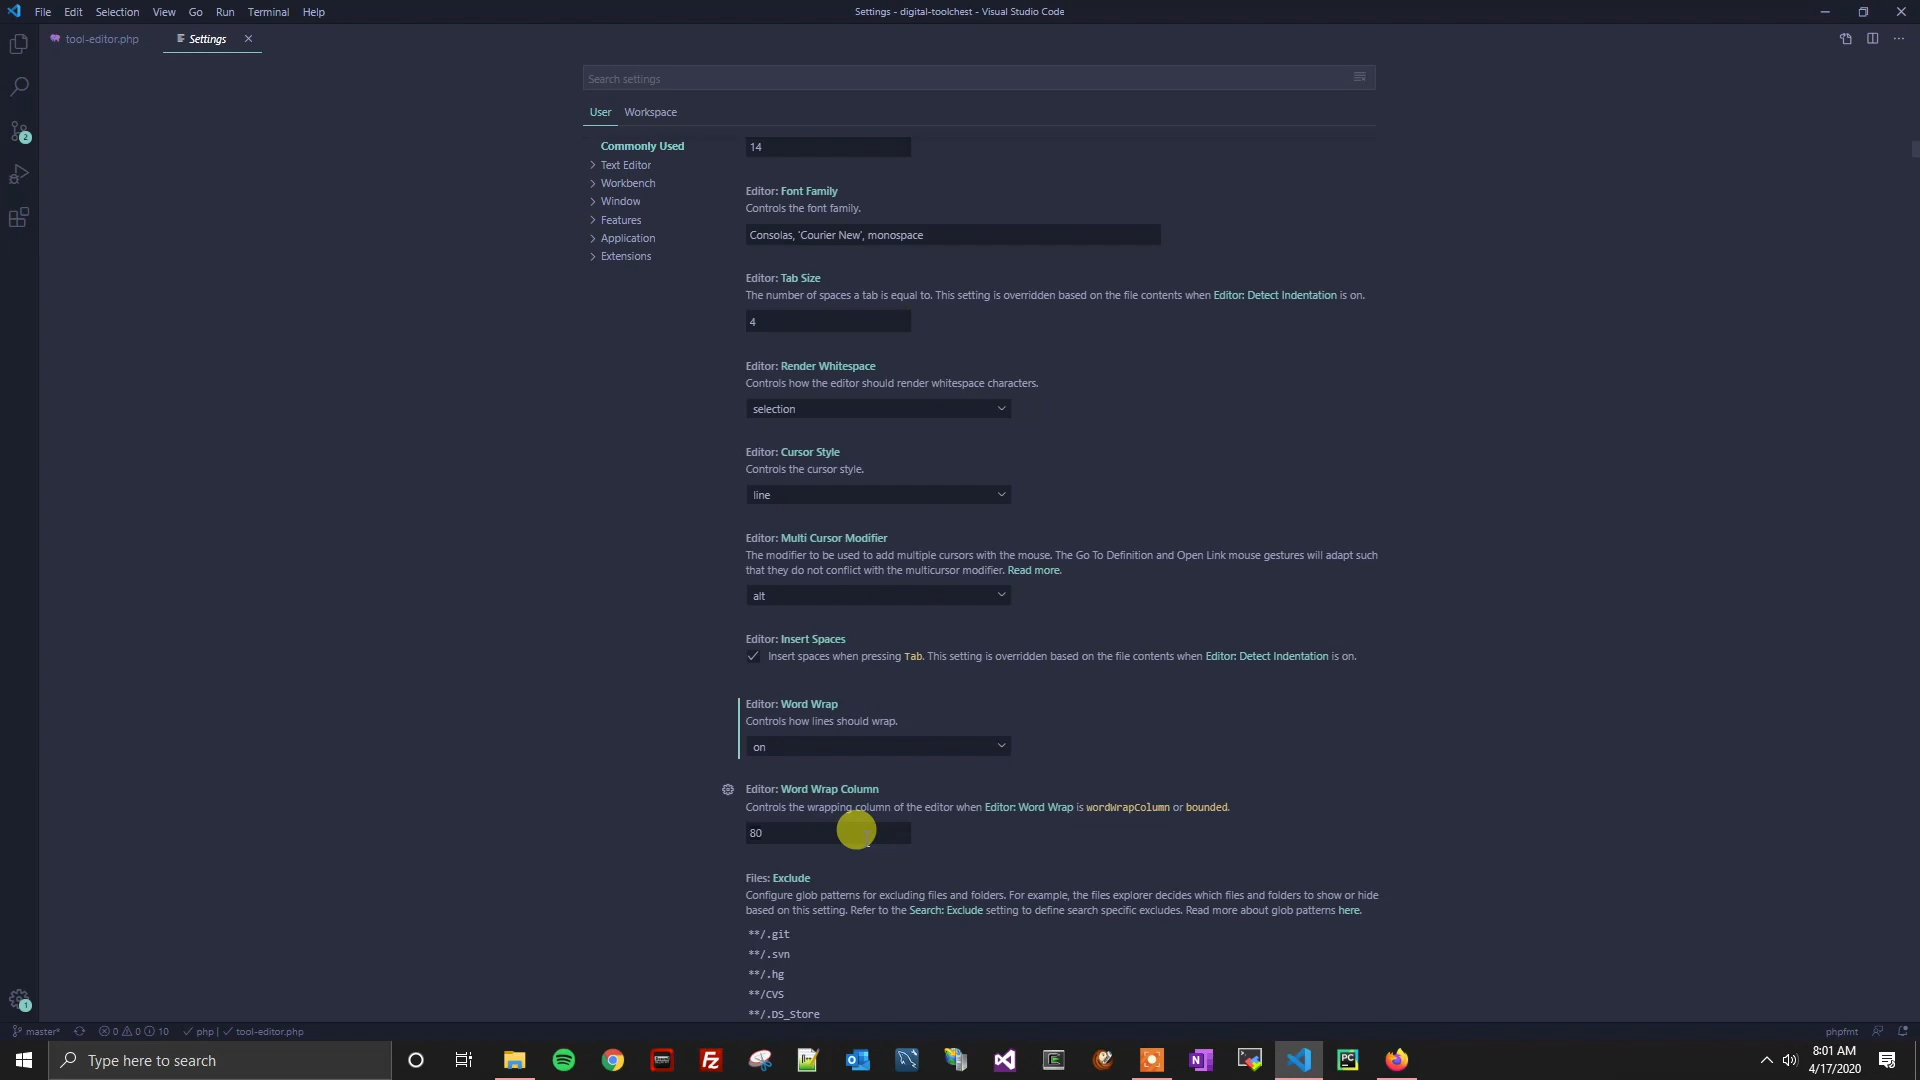 File Edit Selection View Go Run Terminal Help
Settings - digital-toolchest - Visual Studio Code
tool-editor.php
Settings
Search settings
User Workspace
Commonly Used
Text Editor
Workbench
Window
Features
Application
Extensions
14
Editor: Font Family
Controls the font family.
Consolas, 'Courier New', monospace
Editor: Tab Size
The number of spaces a tab is equal to. This setting is overridden based on the file contents when Editor: Detect Indentation is on.
4
Editor: Render Whitespace
Controls how the editor should render whitespace characters.
selection
Editor: Cursor Style
Controls the cursor style.
line
Editor: Multi Cursor Modifier
The modifier to be used to add multiple cursors with the mouse. The Go To Definition and Open Link mouse gestures will adapt such
that they do not conflict with the multicursor modifier. Read more.
alt
Editor: Insert Spaces
Insert spaces when pressing Tab. This setting is overridden based on the file contents when Editor: Detect Indentation is on.
Editor: Word Wrap
Controls how lines should wrap.
on
Editor: Word Wrap Column
Controls the wrapping column of the editor when Editor: Word Wrap is wordWrapColumn or bounded.
80
Files: Exclude
Configure glob patterns for excluding files and folders. For example, the files explorer decides which files and folders to show or hide
based on this setting. Refer to the Search: Exclude setting to define search specific excludes. Read more about glob patterns here.
**/.git
**/.svn
**/.hg
**/CVS
**/.DS_Store
2
1
master* 0 0 10 php | tool-editor.php
phpfmt
Type here to search
Fz
N
PC
8:01 AM
4/17/2020